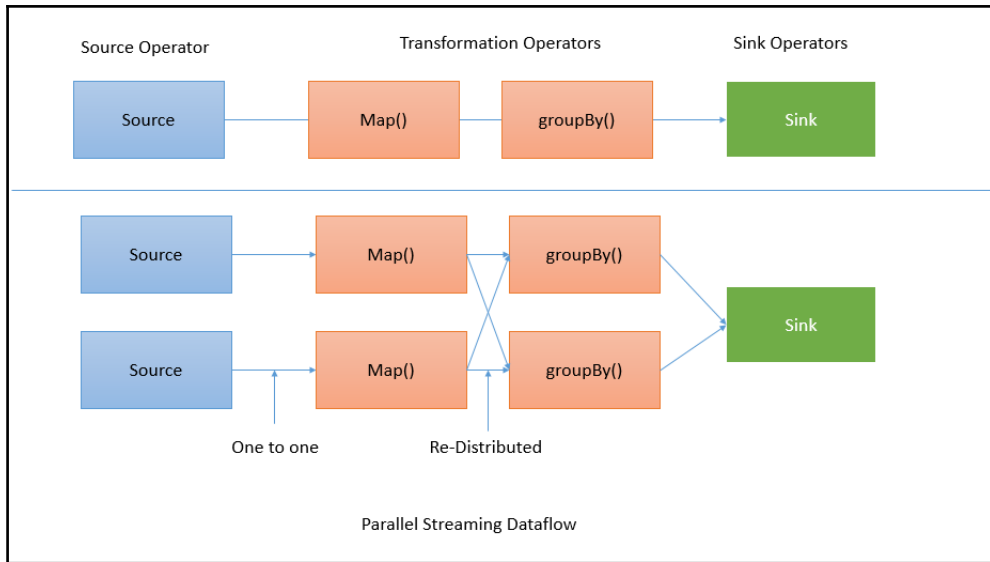 Source Operator
Transformation Operators
Sink Operators
Source
Map()
groupBy()
Sink
Source
Map()
groupBy()
Sink
Source
Map()
groupBy()
One to one
Re-Distributed
Parallel Streaming Dataflow